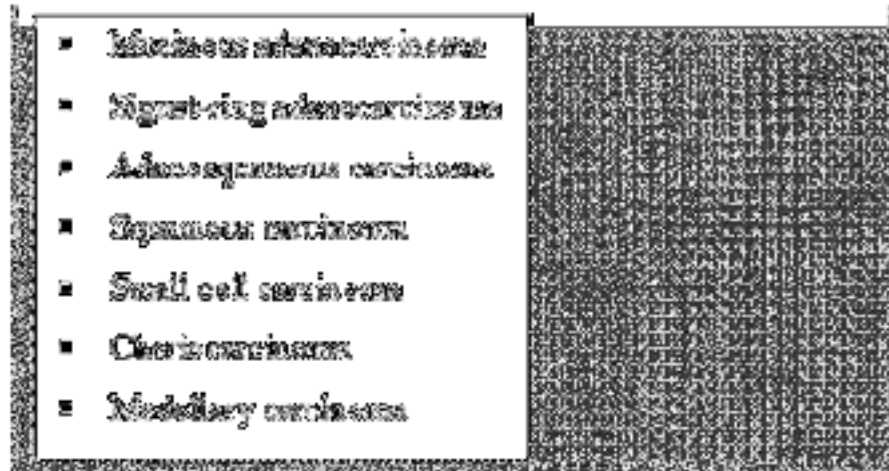 ▪ Mucinous adenocarcinoma
▪ Signet-ring adenocarcinoma
▪ Adenosquamous carcinoma
▪ Squamous carcinoma
▪ Small cell carcinoma
▪ Choriocarcinoma
▪ Medullary carcinoma